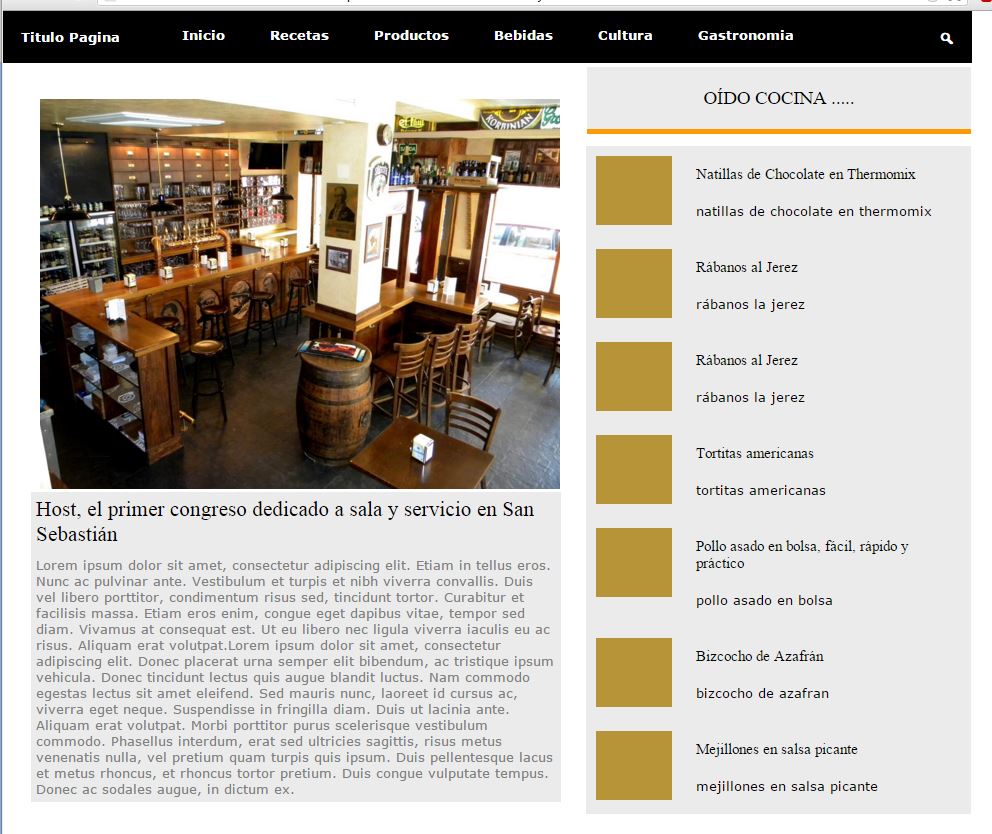 Titulo Pagina
Inicio
Recetas
Productos
Bebidas
Cultura
Gastronomia
KORBINIAN
Host, el primer congreso dedicado a sala y servicio en San
Sebastián
Lorem ipsum dolor sit amet, consectetur adipiscing elit. Etiam in tellus eros.
Nunc ac pulvinar ante. Vestibulum et turpis et nibh viverra convallis. Duis
vel libero porttitor, condimentum risus sed, tincidunt tortor. Curabitur et
facilisis massa. Etiam eros enim, congue eget dapibus vitae, tempor sed
diam. Vivamus at consequat est. Ut eu libero nec ligula viverra iaculis eu ac
risus. Aliquam erat volutpat.Lorem ipsum dolor sit amet, consectetur
adipiscing elit. Donec placerat urna semper elit bibendum, ac tristique ipsum
vehicula. Donec tincidunt lectus quis augue blandit luctus. Nam commodo
egestas lectus sit amet eleifend. Sed mauris nunc, laoreet id cursus ac,
viverra eget neque. Suspendisse in fringilla diam. Duis ut lacinia ante.
Aliquam erat volutpat. Morbi porttitor purus scelerisque vestibulum
commodo. Phasellus interdum, erat sed ultricies sagittis, risus metus
venenatis nulla, vel pretium quam turpis quis ipsum. Duis pellentesque lacus
et metus rhoncus, et rhoncus tortor pretium. Duis congue vulputate tempus.
Donec ac sodales augue, in dictum ex.
OÍDO COCINA .....
Natillas de Chocolate en Thermomix
natillas de chocolate en thermomix
Rábanos al Jerez
rábanos la jerez
Rábanos al Jerez
rábanos la jerez
Tortitas americanas
tortitas americanas
Pollo asado en bolsa, fácil, rápido y
práctico
pollo asado en bolsa
Bizcocho de Azafrán
bizcocho de azafran
Mejillones en salsa picante
mejillones en salsa picante